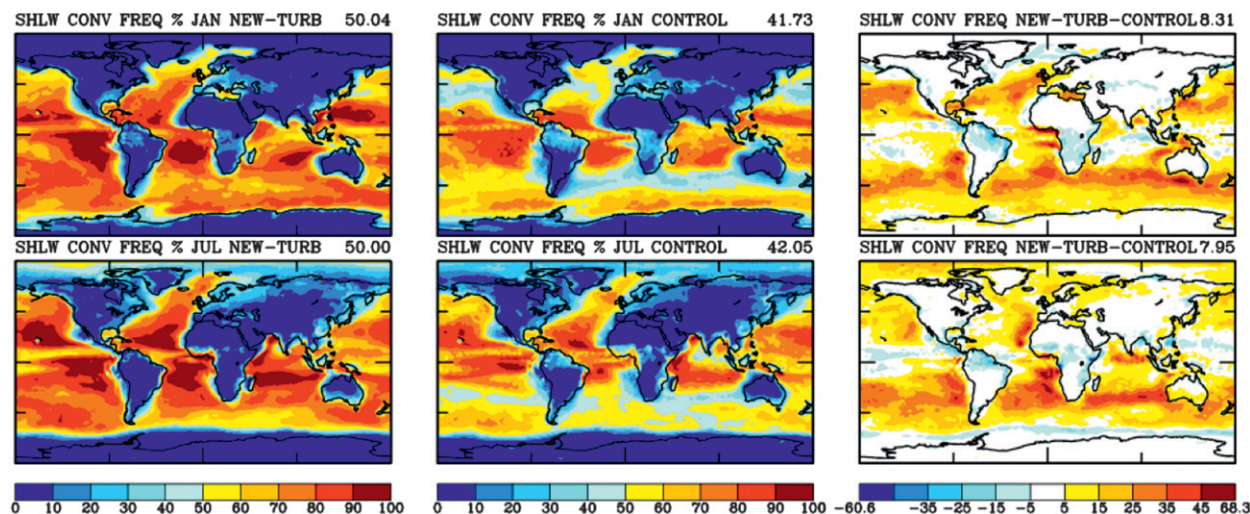 SHLW CONV FREQ % JAN NEW-TURB 50.04
SHLW CONV FREQ % JAN CONTROL 41.73
SHLW CONV FREQ NEW-TURB-CONTROL8.31
SHLW CONV FREQ % JUL NEW-TURB 50.00
SHLW CONV FREQ % JUL CONTROL 42.05
SHLW CONV FREQ NEW-TURB-CONTROL7.95
0 10 20 30 40 50 60 70 80 90 100
0 10 20 30 40 50 60 70 80 90 100
-60.6 -35 -25 -15 -5 5 15 25 35 45 68.3